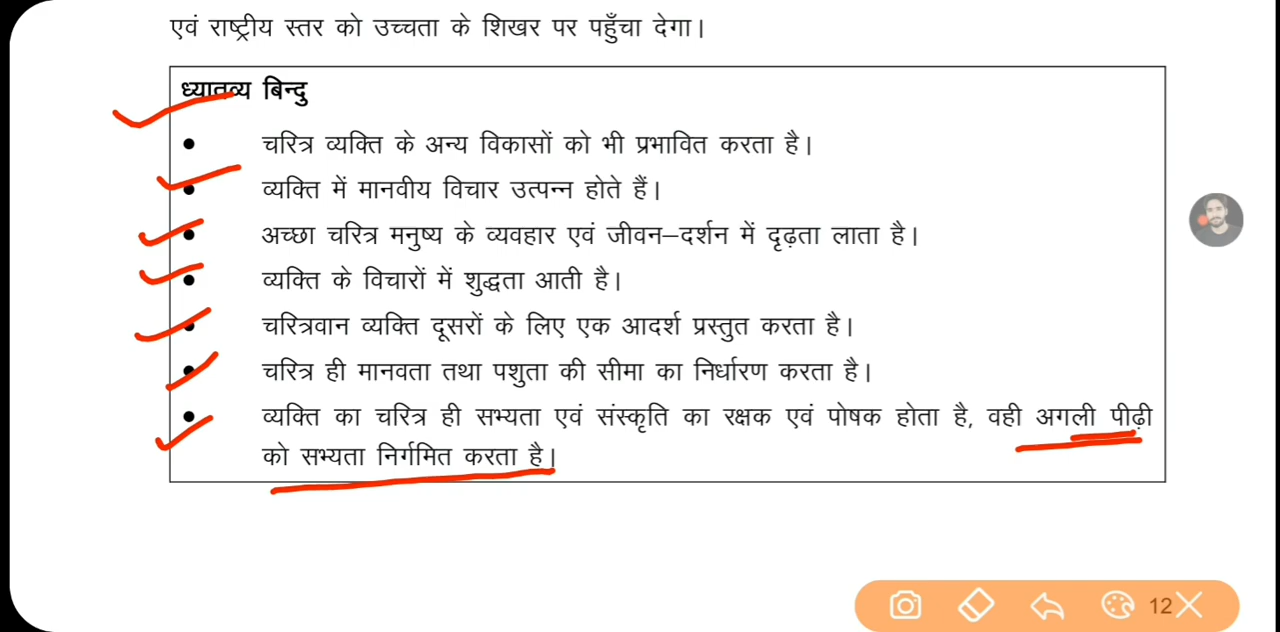 एवं राष्ट्रीय स्तर को उच्चता के शिखर पर पहुँचा देगा।
ध्यातव्य बिन्दु
• चरित्र व्यक्ति के अन्य विकासों को भी प्रभावित करता है।
• व्यक्ति में मानवीय विचार उत्पन्न होते हैं।
• अच्छा चरित्र मनुष्य के व्यवहार एवं जीवन–दर्शन में दृढ़ता लाता है।
• व्यक्ति के विचारों में शुद्धता आती है।
• चरित्रवान व्यक्ति दूसरों के लिए एक आदर्श प्रस्तुत करता है।
• चरित्र ही मानवता तथा पशुता की सीमा का निर्धारण करता है।
• व्यक्ति का चरित्र ही सभ्यता एवं संस्कृति का रक्षक एवं पोषक होता है, वही अगली पीढ़ी
को सभ्यता निर्गमित करता है।
12